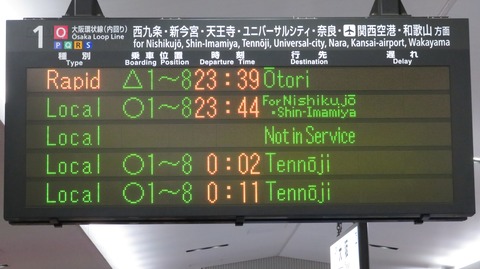 1 O 大阪環状線(内回り) 西九条・新今宮・天王寺・ユニバーサルシティ・奈良・関西空港・和歌山 方面
Osaka Loop Line
P Q R S for Nishikujō, Shin-Imamiya, Tennōji, Universal-city, Nara, Kansai-airport, Wakayama
種別 乗車位置 時刻 行先 遅れ
Type Boarding Position Departure Time Destination Delay
Rapid △1～8 23:39 Ōtori
Local ○1～8 23:44 For Nishikujō
・Shin-Imamiya
Local Not in Service
Local ○1～8 0:02 Tennōji
Local ○1～8 0:11 Tennōji
大阪